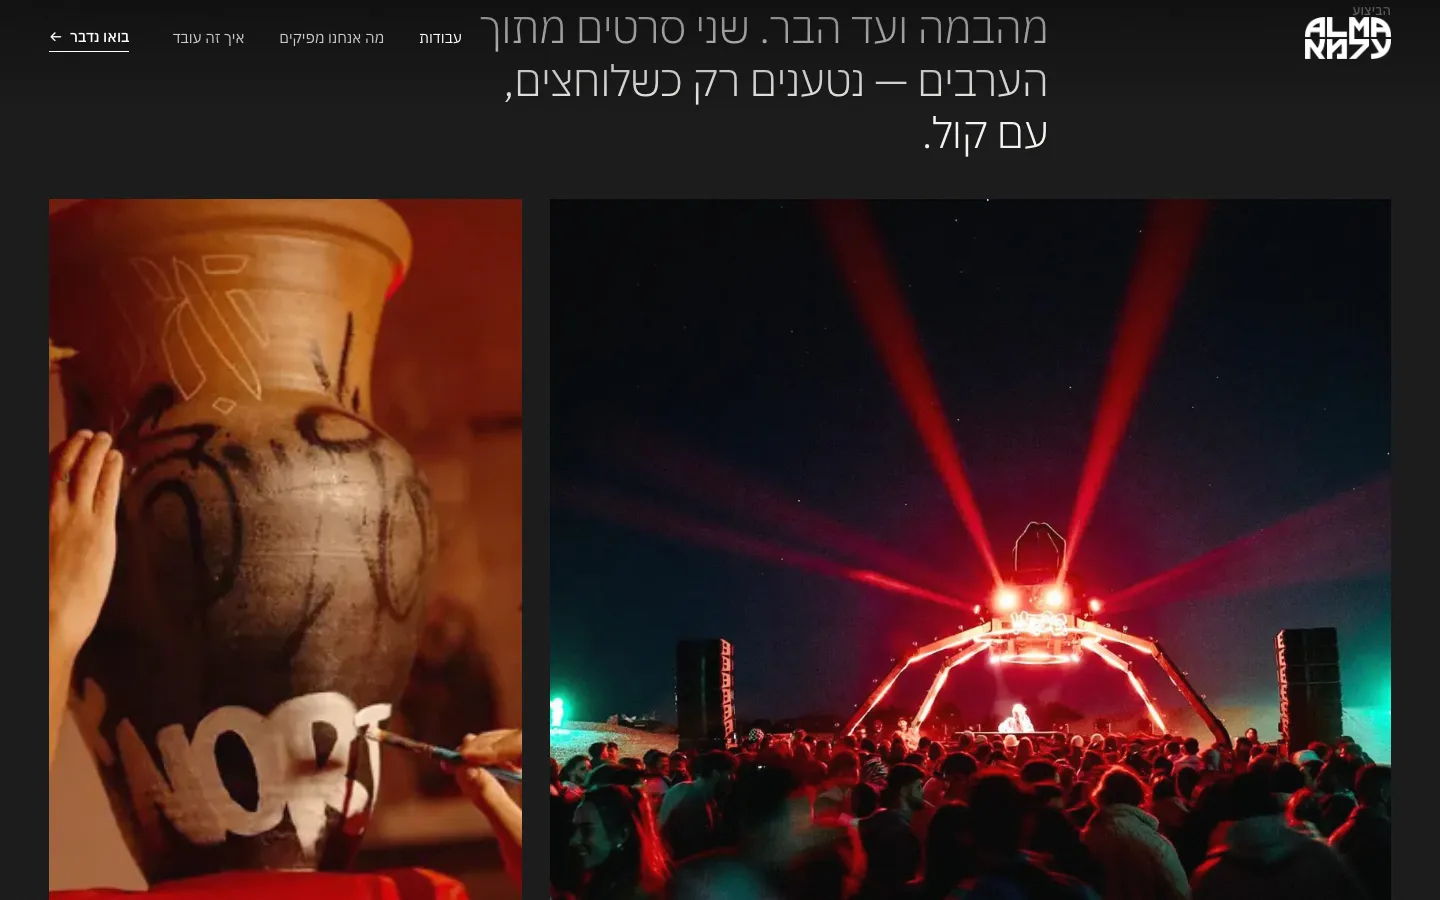 הביצוע
ALMA
עלמא
עבודות
מה אנחנו מפיקים
איך זה עובד
בואו נדבר ←
מהבמה ועד הבר. שני סרטים מתוך
הערבים — נטענים רק כשלוחצים,
עם קול.